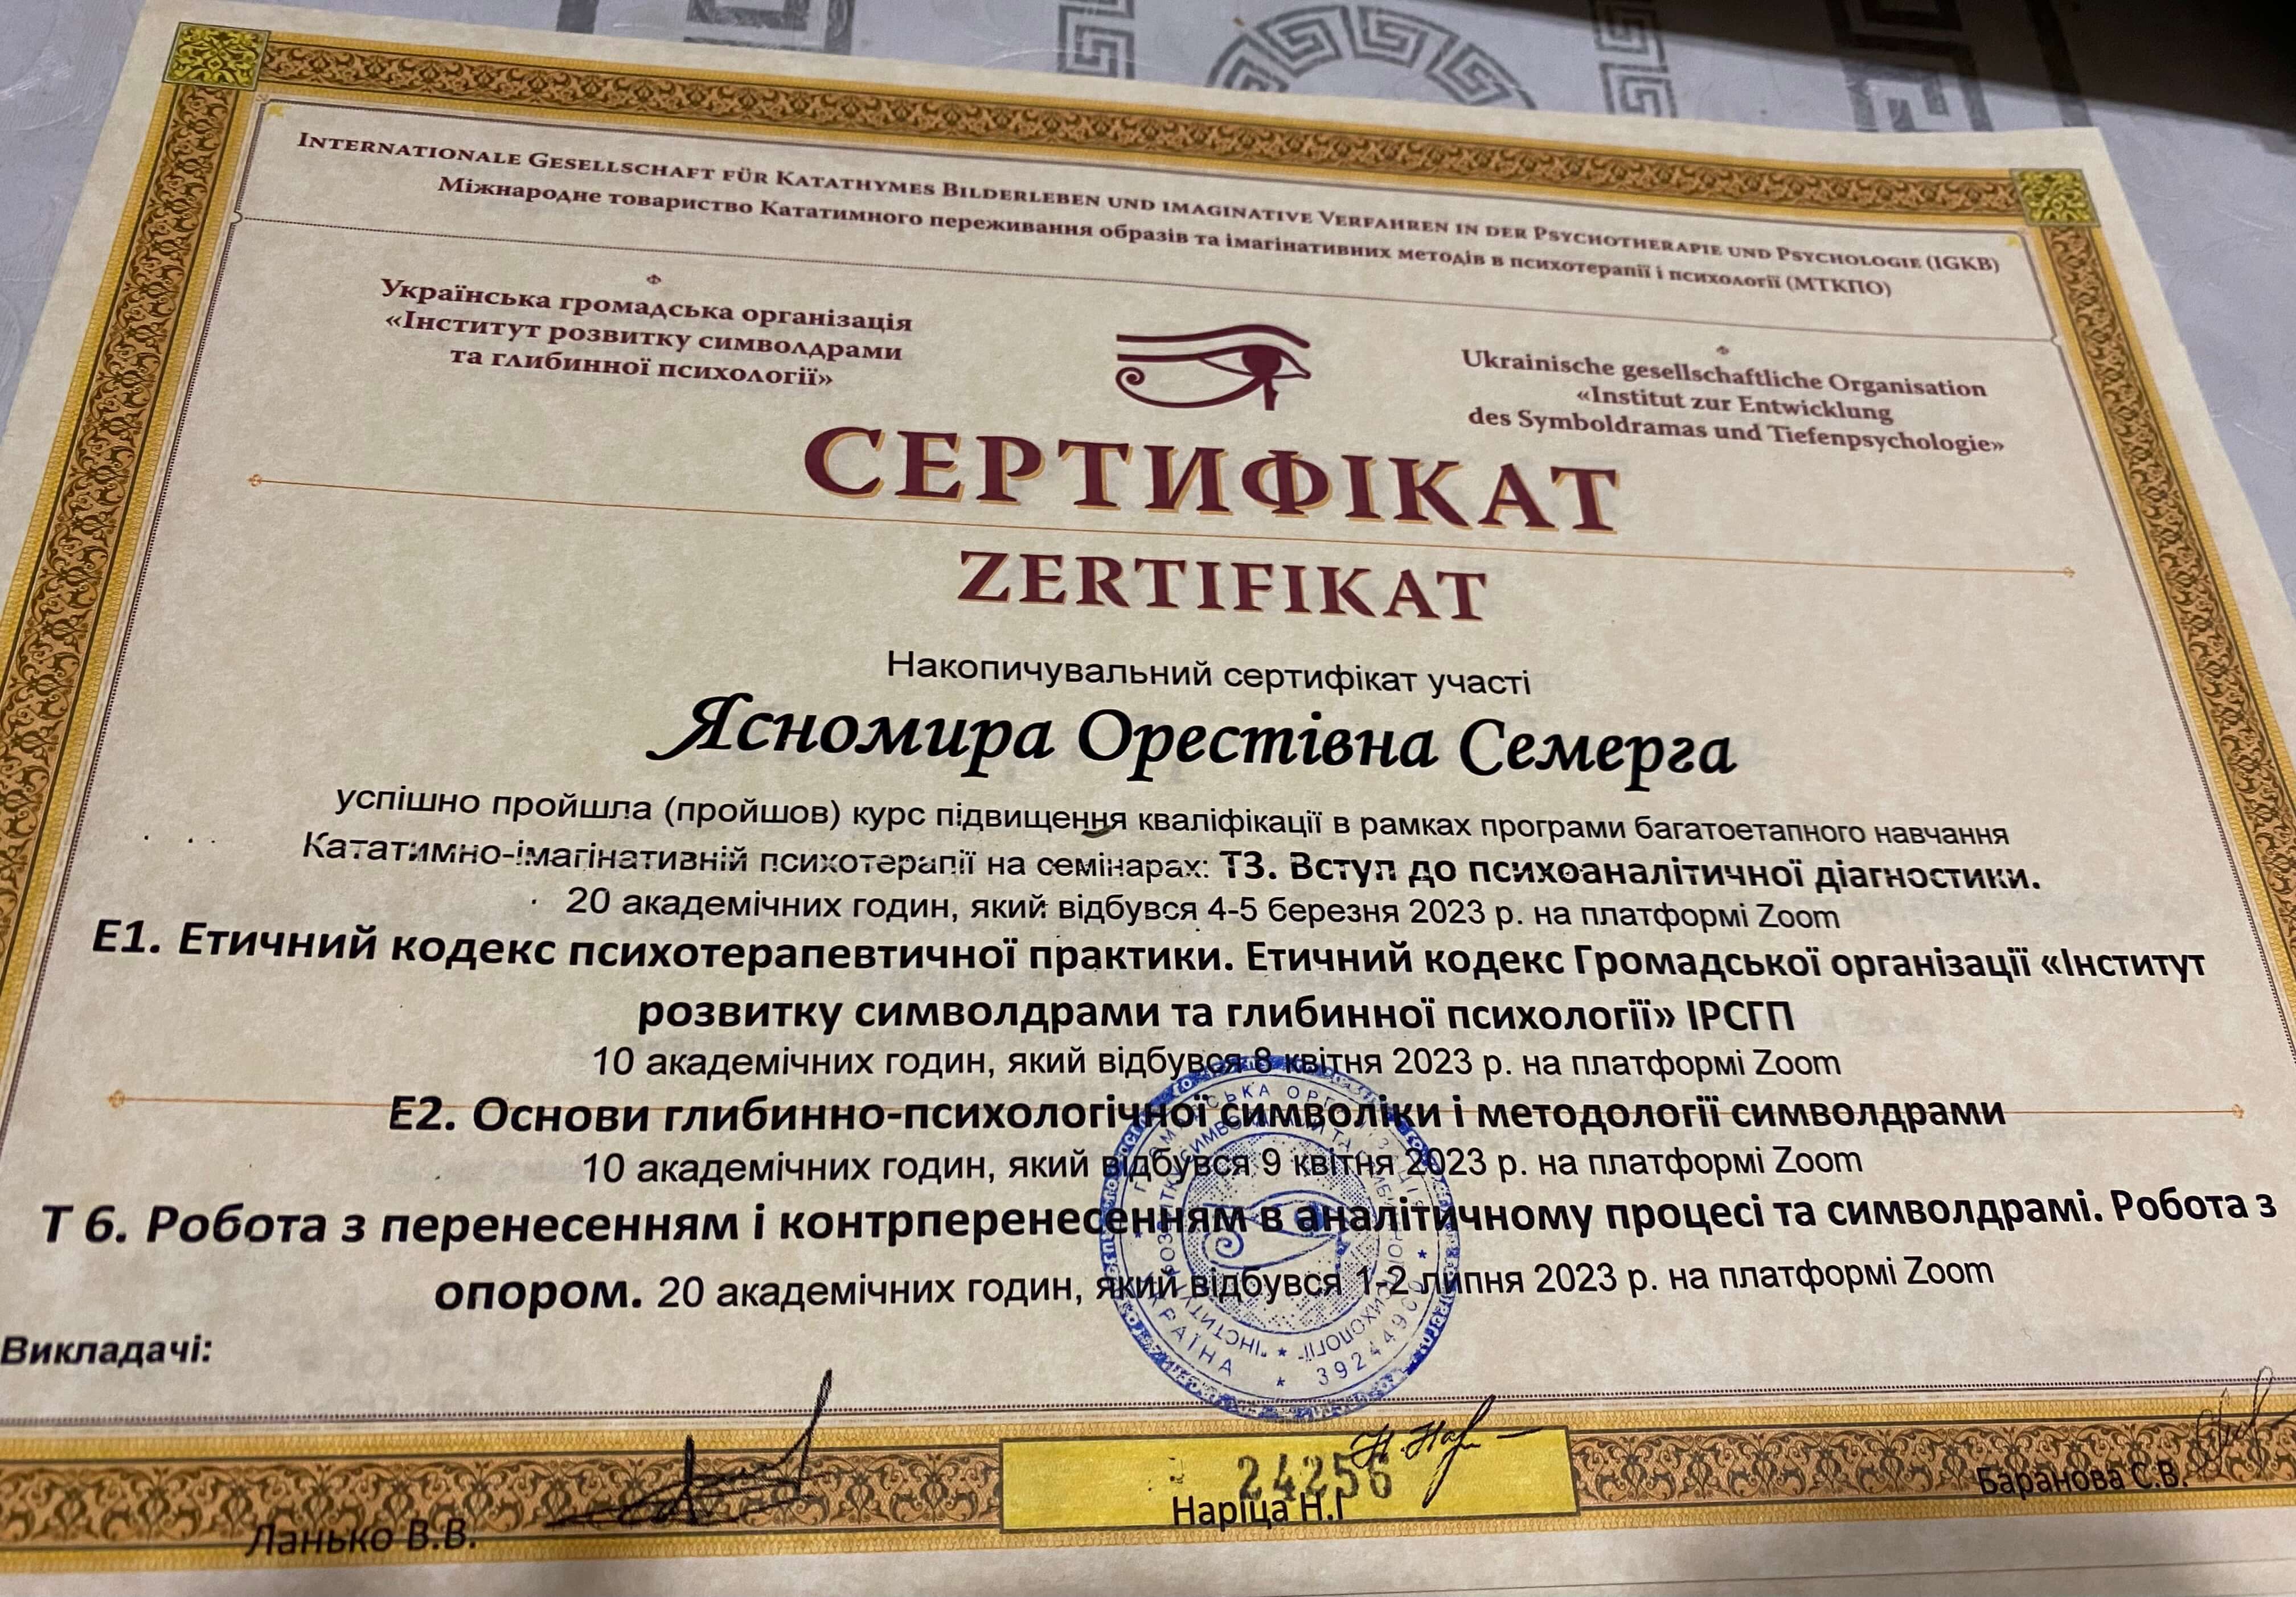 INTERNATIONALE GESELLSCHAFT FÜR KATATHYMES BILDERLEBEN UND IMAGINATIVE VERFAHREN IN DER PSYCHOTHERAPIE UND PSYCHOLOGIE (IGKB)
Міжнародне товариство Кататимного переживання образів та імагінативних методів в психотерапії і психології (МТКПО)
Українська громадська організація
«Інститут розвитку символдрами
та глибинної психології»
Ukrainische gesellschaftliche Organisation
«Institut zur Entwicklung
des Symboldramas und Tiefenpsychologie»
СЕРТИФІКАТ
ZERTIFIKAT
Накопичувальний сертифікат участі
Ясномира Орестівна Семерга
успішно пройшла (пройшов) курс підвищення кваліфікації в рамках програми багатоетапного навчання
Кататимно-імагінативній психотерапії на семінарах: Т3. Вступ до психоаналітичної діагностики.
20 академічних годин, який відбувся 4-5 березня 2023 р. на платформі Zoom
Е1. Етичний кодекс психотерапевтичної практики. Етичний кодекс Громадської організації «Інститут
розвитку символдрами та глибинної психології» ІРСГП
10 академічних годин, який відбувся 8 квітня 2023 р. на платформі Zoom
Е2. Основи глибинно-психологічної символіки і методології символдрами
10 академічних годин, який відбувся 9 квітня 2023 р. на платформі Zoom
Т 6. Робота з перенесенням і контрперенесенням в аналітичному процесі та символдрамі. Робота з
опором. 20 академічних годин, який відбувся 1-2 липня 2023 р. на платформі Zoom
Викладачі:
24256
Ланько В.В.
Наріца Н.Г
Баранова С.В.